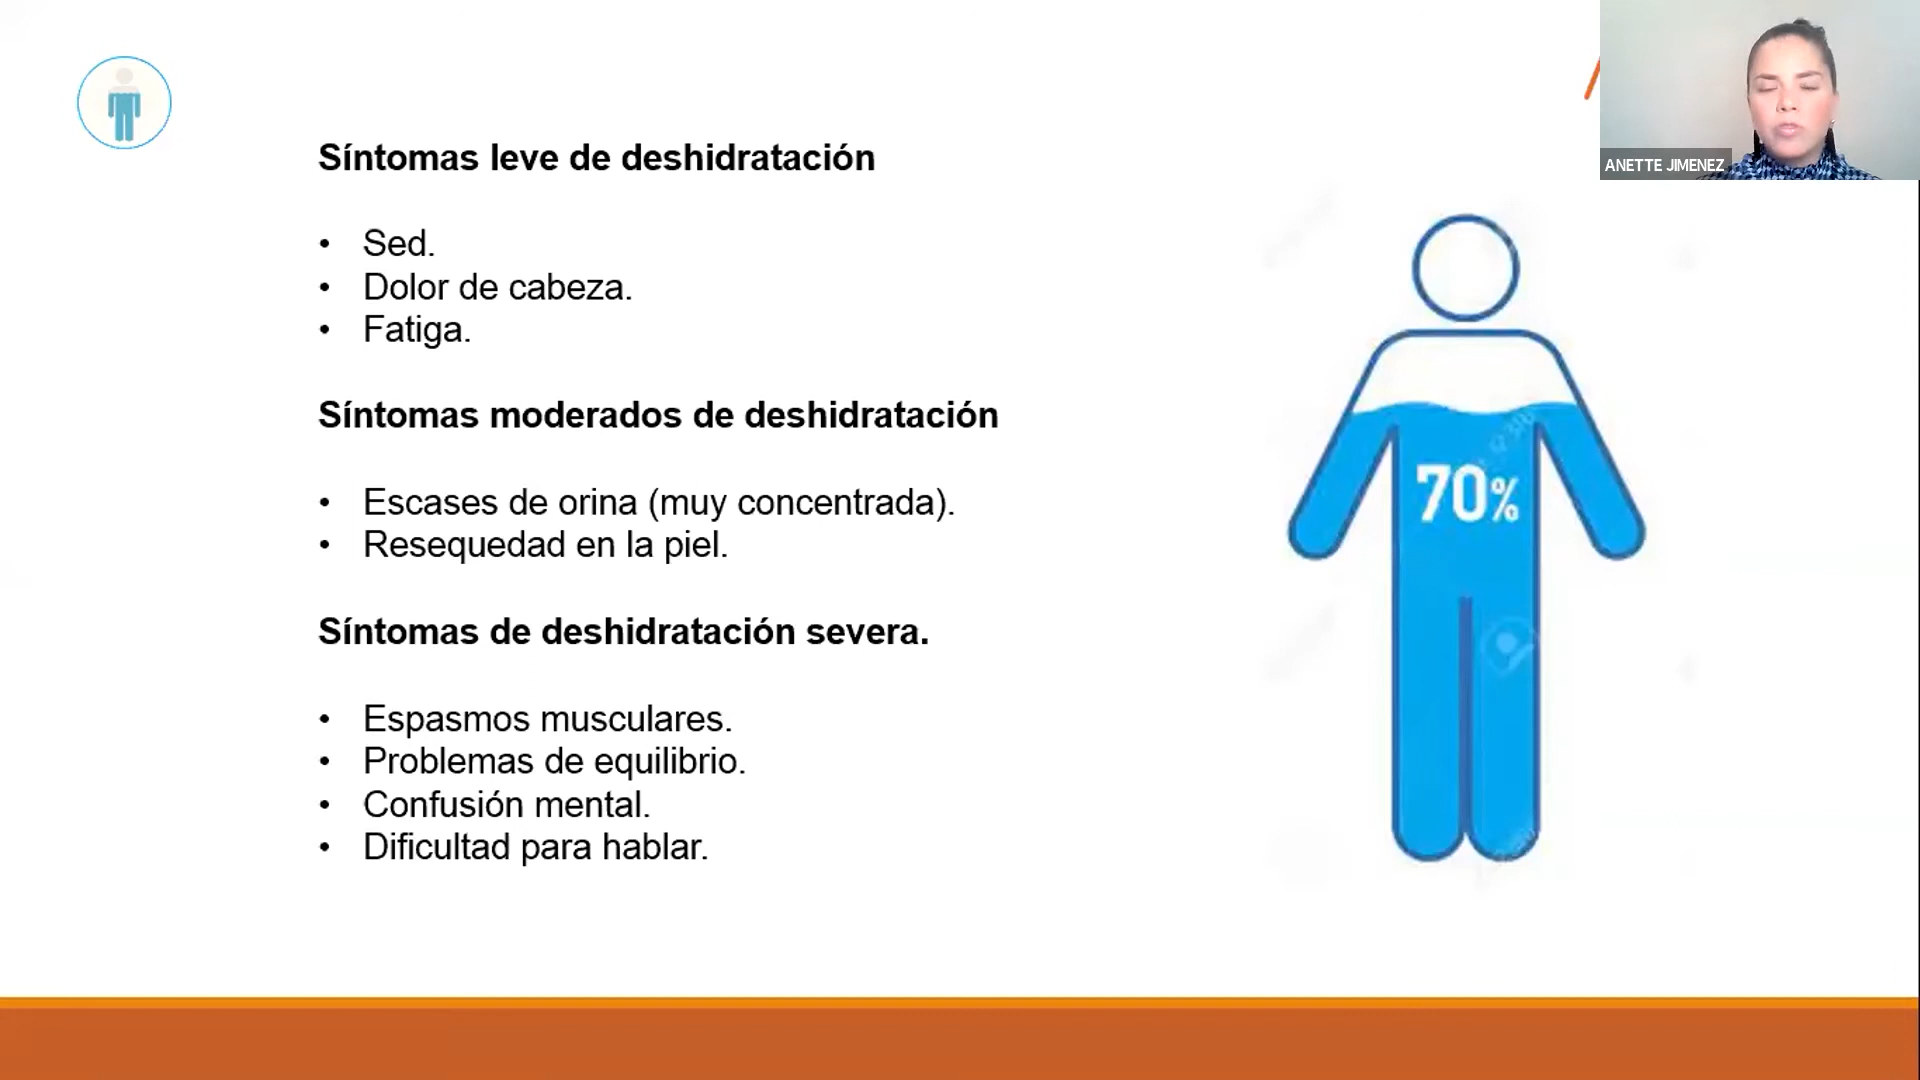 ANETTE JIMENEZ
Síntomas leve de deshidratación
• Sed.
• Dolor de cabeza.
• Fatiga.
Síntomas moderados de deshidratación
• Escases de orina (muy concentrada).
• Resequedad en la piel.
Síntomas de deshidratación severa.
• Espasmos musculares.
• Problemas de equilibrio.
• Confusión mental.
• Dificultad para hablar.
70%